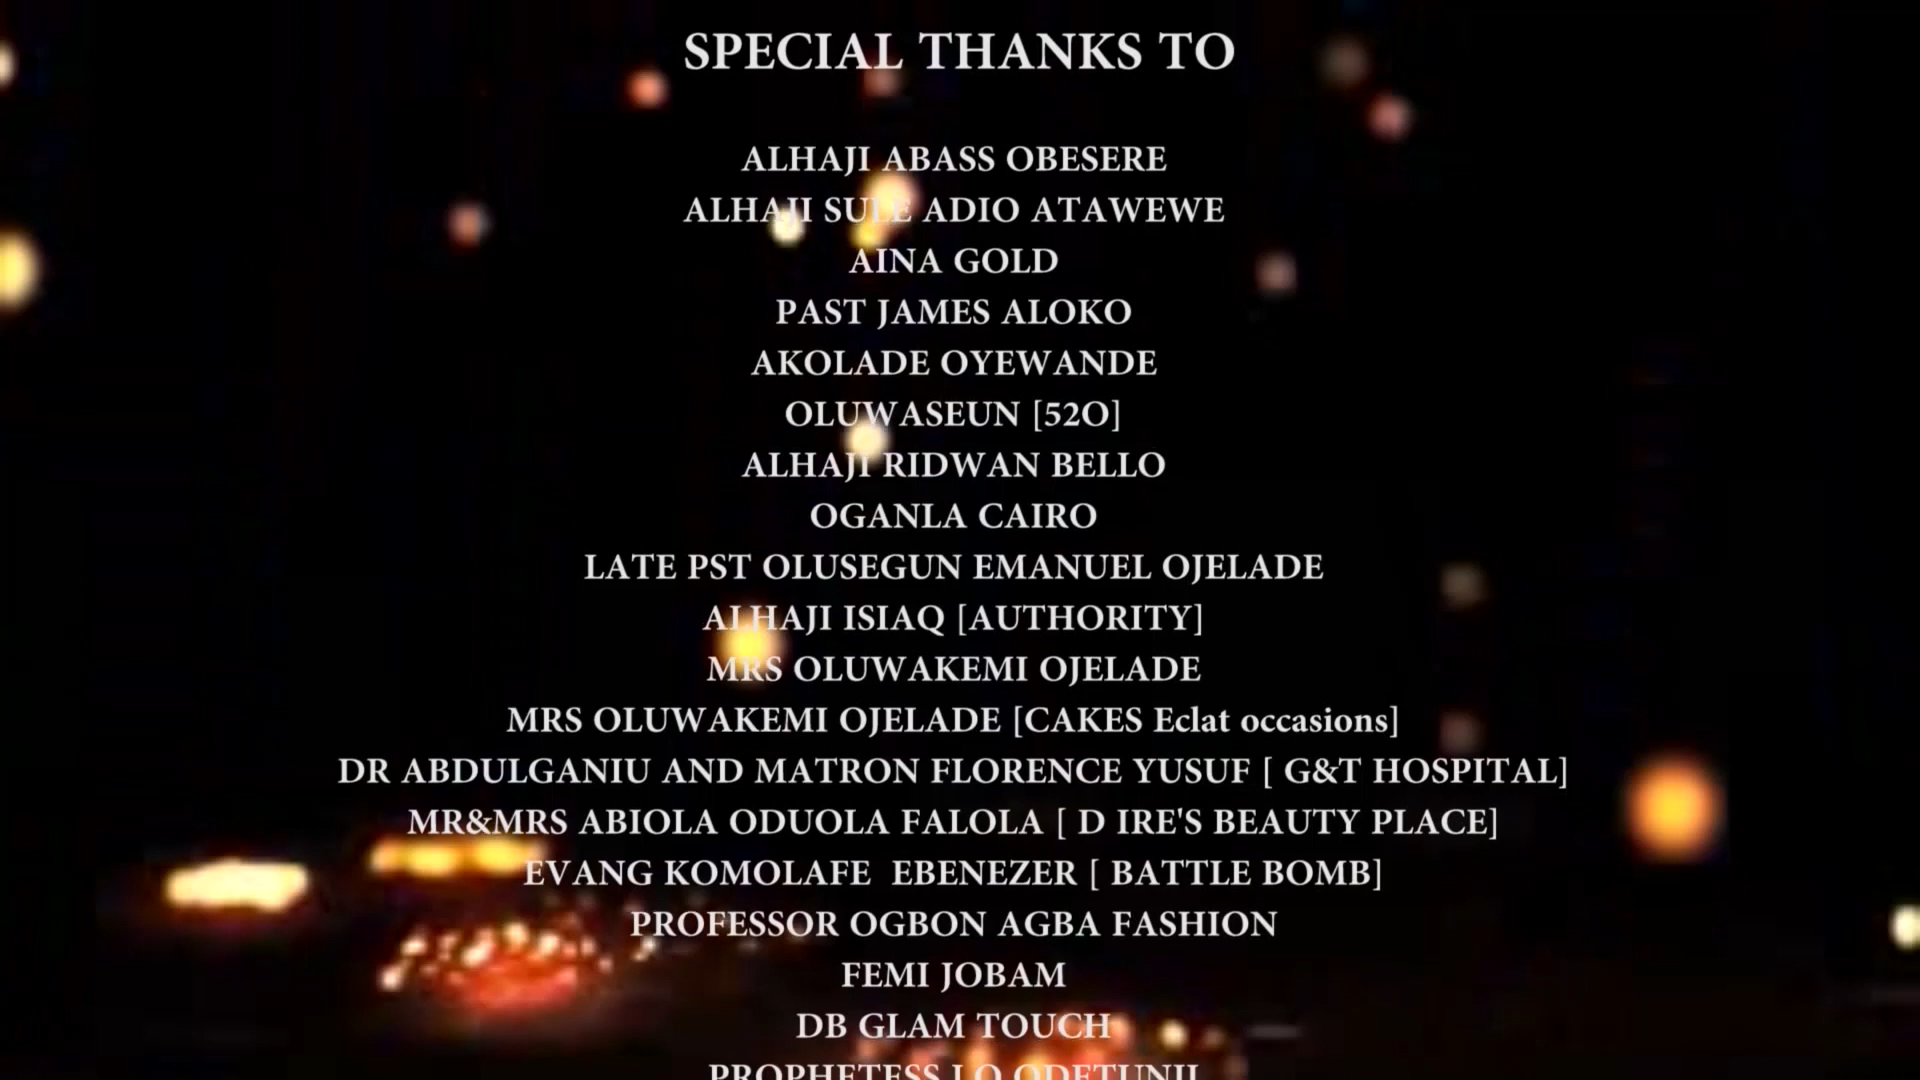 SPECIAL THANKS TO
ALHAJI ABASS OBESERE
ALHAJI SULE ADIO ATAWEWE
AINA GOLD
PAST JAMES ALOKO
AKOLADE OYEWANDE
OLUWASEUN [52O]
ALHAJI RIDWAN BELLO
OGANLA CAIRO
LATE PST OLUSEGUN EMANUEL OJELADE
ALHAJI ISIAQ [AUTHORITY]
MRS OLUWAKEMI OJELADE
MRS OLUWAKEMI OJELADE [CAKES Eclat occasions]
DR ABDULGANIU AND MATRON FLORENCE YUSUF [ G&T HOSPITAL]
MR&MRS ABIOLA ODUOLA FALOLA [ D IRE'S BEAUTY PLACE]
EVANG KOMOLAFE  EBENEZER [ BATTLE BOMB]
PROFESSOR OGBON AGBA FASHION
FEMI JOBAM
DB GLAM TOUCH
PROPHETESS